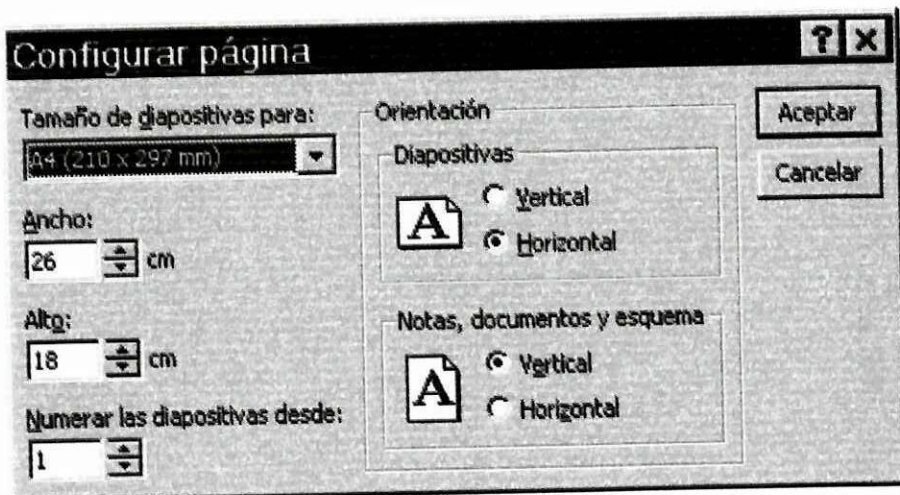 Configurar página
Tamaño de diapositivas para:
A4 (210 x 297 mm)
Ancho:
26 cm
Alto:
18 cm
Numerar las diapositivas desde:
1
Orientación
Diapositivas
A
Vertical
Horizontal
Notas, documentos y esquema
A
Vertical
Horizontal
? X
Aceptar
Cancelar